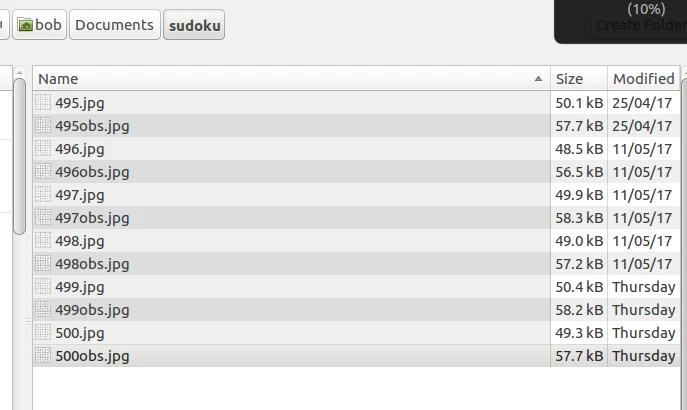 (10%)
bob Documents sudoku Create Folder
Name Size Modified
495.jpg 50.1 kB 25/04/17
495obs.jpg 57.7 kB 25/04/17
496.jpg 48.5 kB 11/05/17
496obs.jpg 56.5 kB 11/05/17
497.jpg 49.9 kB 11/05/17
497obs.jpg 58.3 kB 11/05/17
498.jpg 49.0 kB 11/05/17
498obs.jpg 57.2 kB 11/05/17
499.jpg 50.4 kB Thursday
499obs.jpg 58.2 kB Thursday
500.jpg 49.3 kB Thursday
500obs.jpg 57.7 kB Thursday